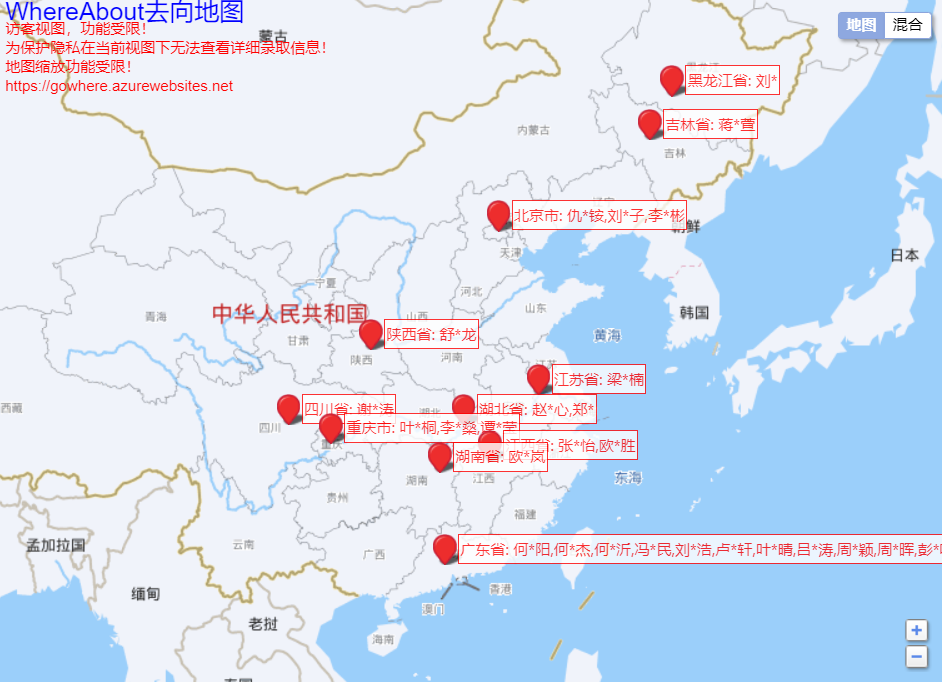 WhereAbout去向地图
访客视图，功能受限！
为保护隐私在当前视图下无法查看详细录取信息！
地图缩放功能受限！
https://gowhere.azurewebsites.net
蒙古
地图 混合
黑龙江省: 刘*
吉林省: 蒋*萱
内蒙古
吉林
北京市: 仇*铵,刘*子,李*彬
朝鲜
天津
日本
宁夏
河北
山东
青海
中华人民共和国
山西
韩国
甘肃
陕西省: 舒*龙
黄海
陕西
河南
江苏省: 梁*楠
西藏
四川省: 谢*涛
湖北省: 赵*心,郑*
四川
重庆市: 叶*桐,李*燊,谭*莹
江西省: 张*怡,欧*胜
湖南省: 欧*岚
湖南
江西
东海
贵州
福建
孟加拉国
云南
广西
广东省: 何*阳,何*杰,何*沂,冯*民,刘*浩,卢*轩,叶*晴,吕*涛,周*颖,周*晖,彭*
缅甸
香港
澳门
老挝
海南
+
−